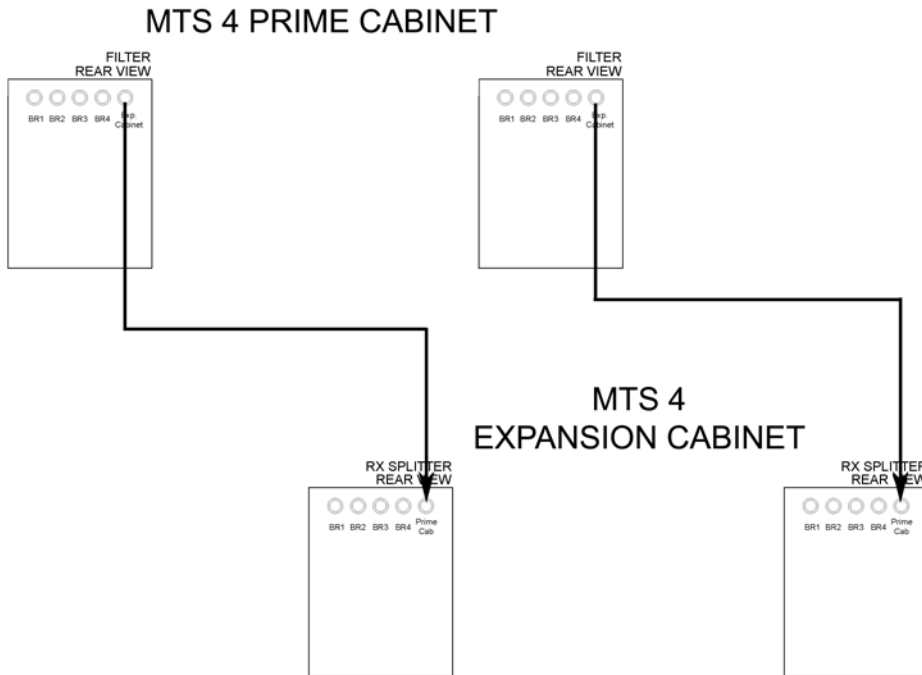 MTS 4 PRIME CABINET
FILTER
REAR VIEW
BR1 BR2 BR3 BR4 Exp.
Cabinet
FILTER
REAR VIEW
BR1 BR2 BR3 BR4 Exp.
Cabinet
MTS 4
EXPANSION CABINET
RX SPLITTER
REAR VIEW
BR1 BR2 BR3 BR4 Prime
Cab
RX SPLITTER
REAR VIEW
BR1 BR2 BR3 BR4 Prime
Cab